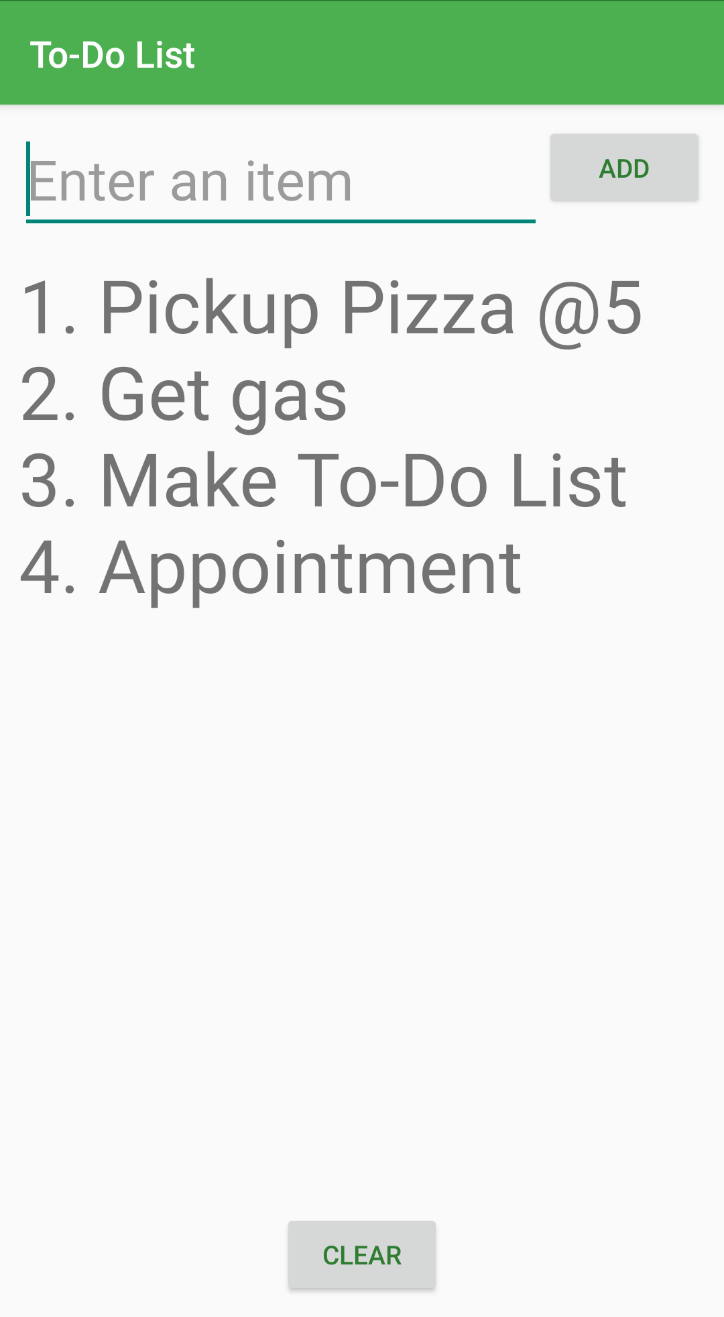 To-Do List
Enter an item
ADD
1. Pickup Pizza @5
2. Get gas
3. Make To-Do List
4. Appointment
CLEAR